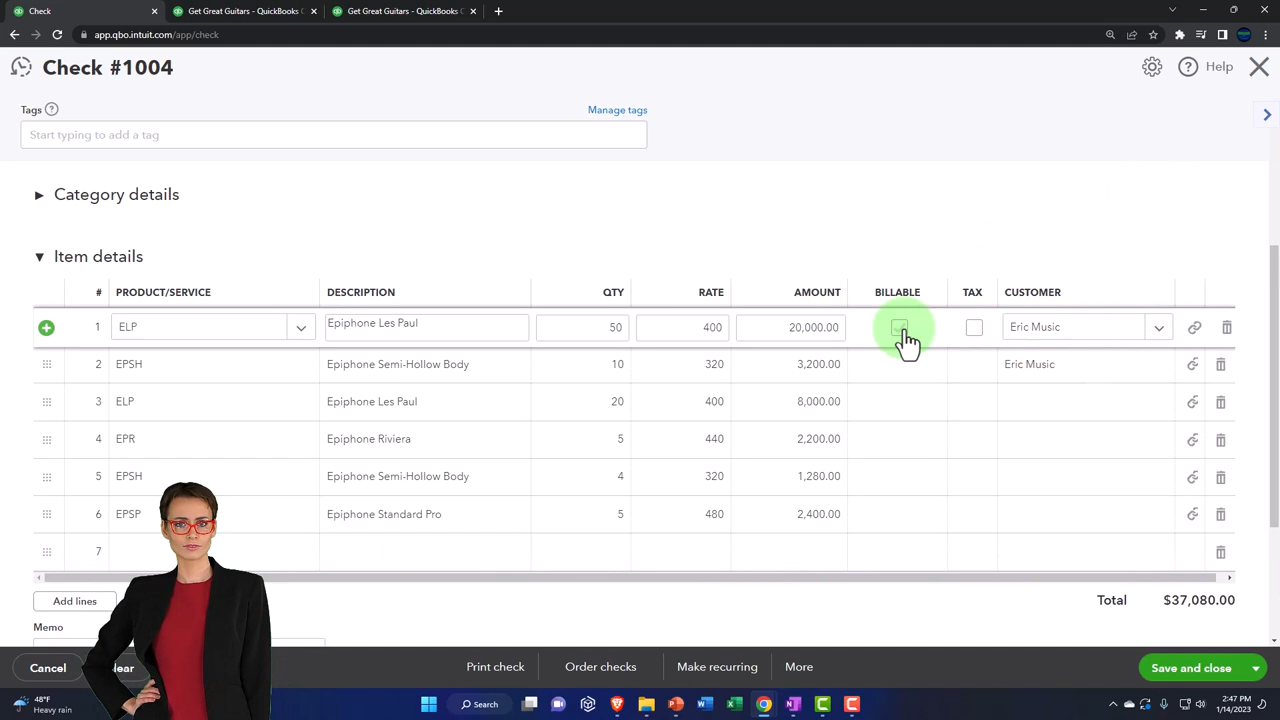 Check
Get Great Guitars - QuickBooks
Get Great Guitars - QuickBooks
app.qbo.intuit.com/app/check
Check #1004
Help
Tags
Manage tags
Start typing to add a tag
Category details
Item details
# PRODUCT/SERVICE DESCRIPTION QTY RATE AMOUNT BILLABLE TAX CUSTOMER
1 ELP Epiphone Les Paul 50 400 20,000.00 Eric Music
2 EPSH Epiphone Semi-Hollow Body 10 320 3,200.00 Eric Music
3 ELP Epiphone Les Paul 20 400 8,000.00
4 EPR Epiphone Riviera 5 440 2,200.00
5 EPSH Epiphone Semi-Hollow Body 4 320 1,280.00
6 EPSP Epiphone Standard Pro 5 480 2,400.00
7
Add lines
Total $37,080.00
Memo
Cancel
Print check
Order checks
Make recurring
More
Save and close
48°F
Heavy rain
Search
2:47 PM
1/14/2023